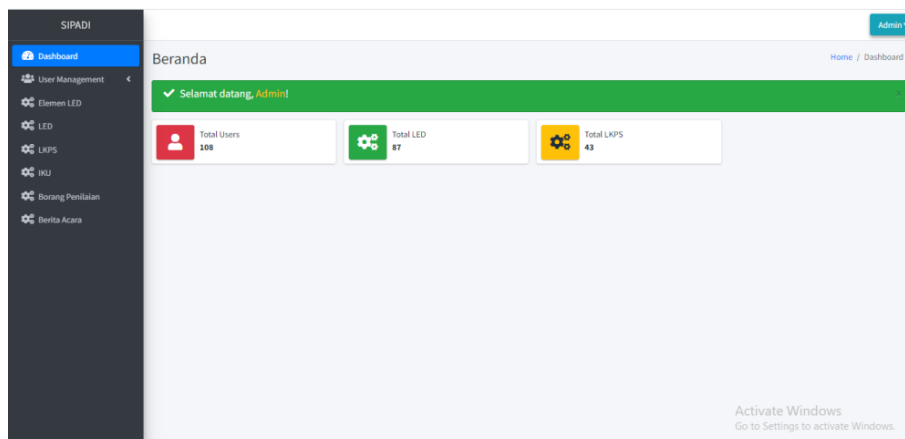 SIPADI
Admin
Dashboard
User Management
Elemen LED
LED
LKPS
IKU
Borang Penilaian
Berita Acara
Beranda
Home / Dashboard
Selamat datang, Admin!
Total Users
108
Total LED
87
Total LKPS
43
Activate Windows
Go to Settings to activate Windows.